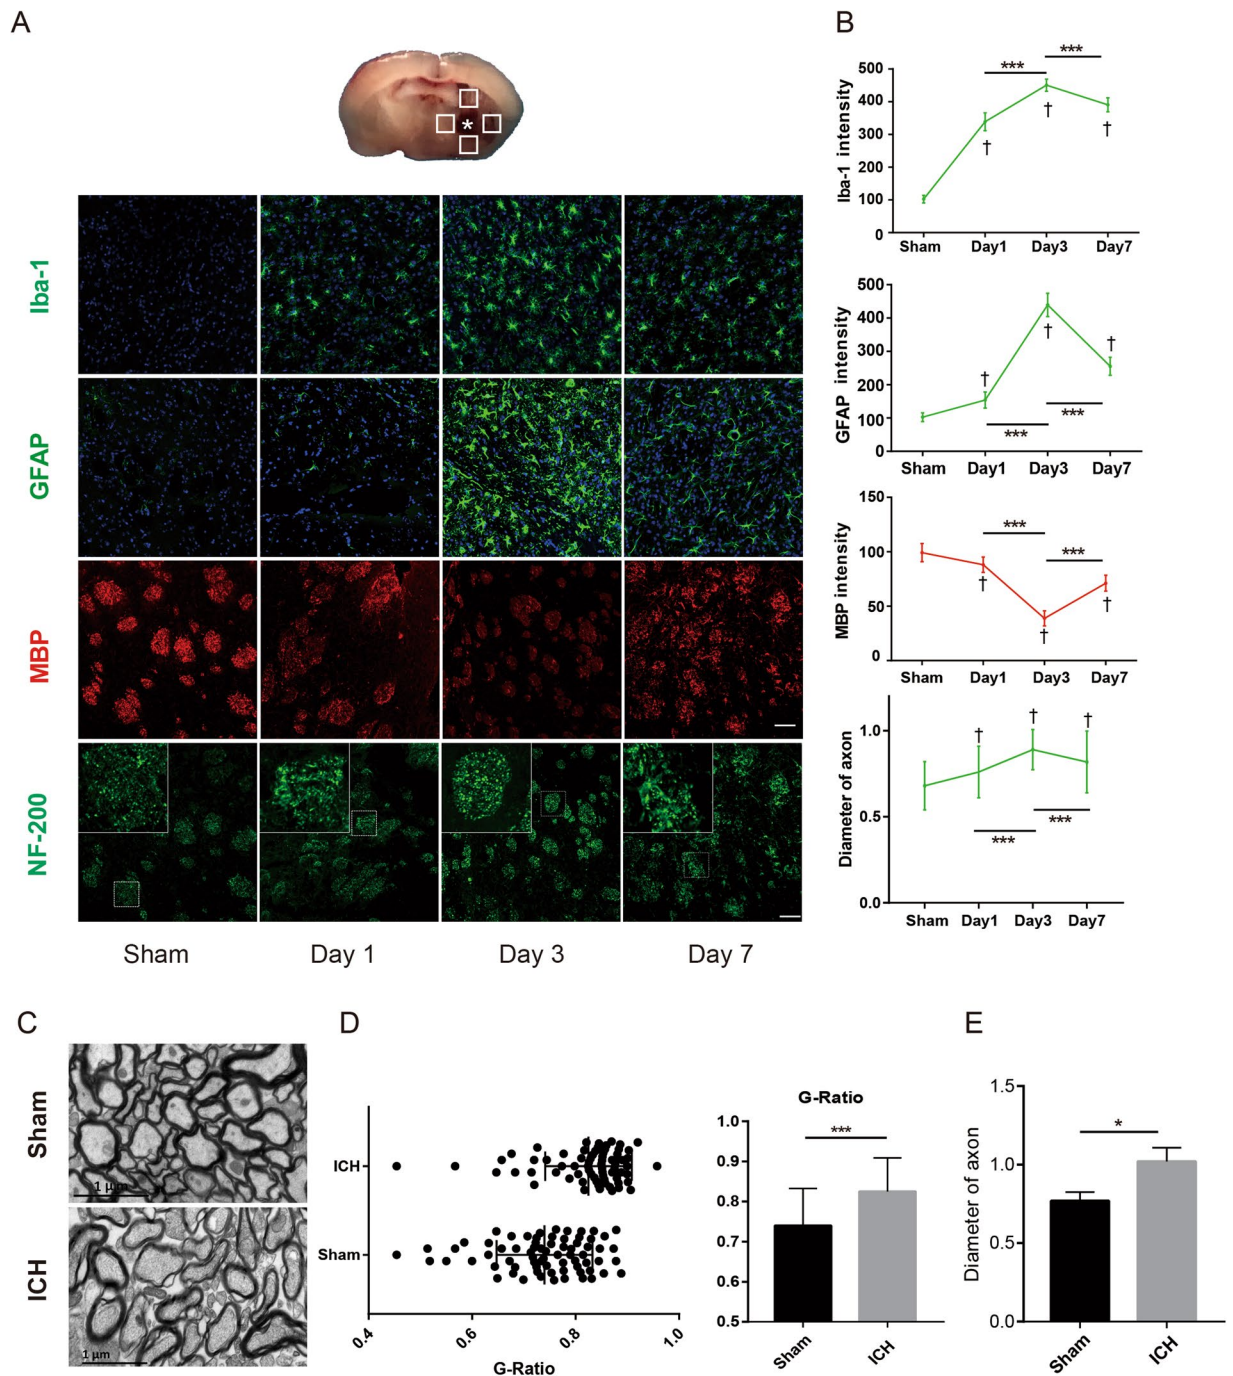 A
*
Iba-1
GFAP
MBP
NF-200
Sham
Day 1
Day 3
Day 7
B
Iba-1 intensity
500
400
300
200
100
0
***
***
†
†
†
Sham
Day1
Day3
Day7
GFAP intensity
500
400
300
200
100
0
†
†
†
***
***
Sham
Day1
Day3
Day7
MBP intensity
150
100
50
0
***
***
†
†
†
Sham
Day1
Day3
Day7
Diameter of axon
1.0
0.5
0.0
†
†
†
***
***
Sham
Day1
Day3
Day7
C
Sham
1 μm
ICH
1 μm
D
ICH
Sham
0.4
0.6
0.8
1.0
G-Ratio
G-Ratio
1.0
0.9
0.8
0.7
0.6
0.5
***
Sham
ICH
E
Diameter of axon
1.5
1.0
0.5
0.0
*
Sham
ICH